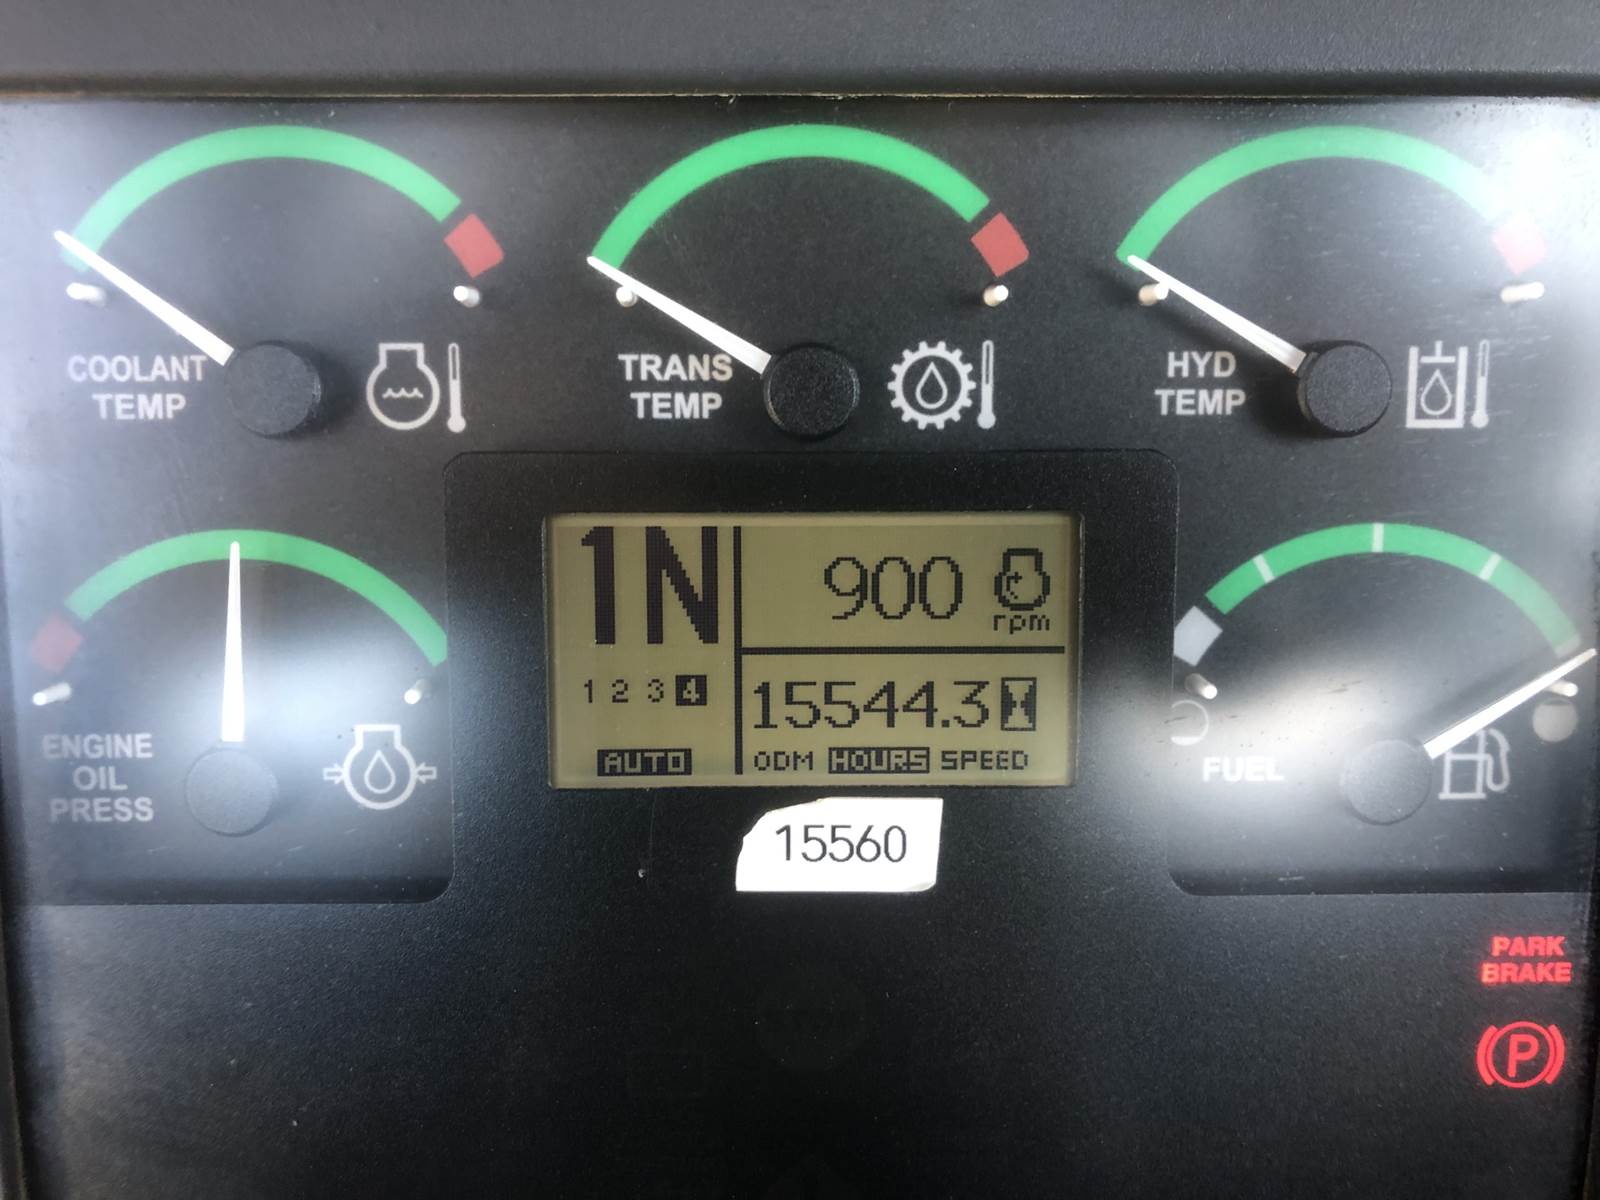 COOLANT
TEMP
TRANS
TEMP
HYD
TEMP
1N
900
rpm
1 2 3 4
15544.3
AUTO
ODM HOURS SPEED
ENGINE
OIL
PRESS
FUEL
15560
PARK
BRAKE
P